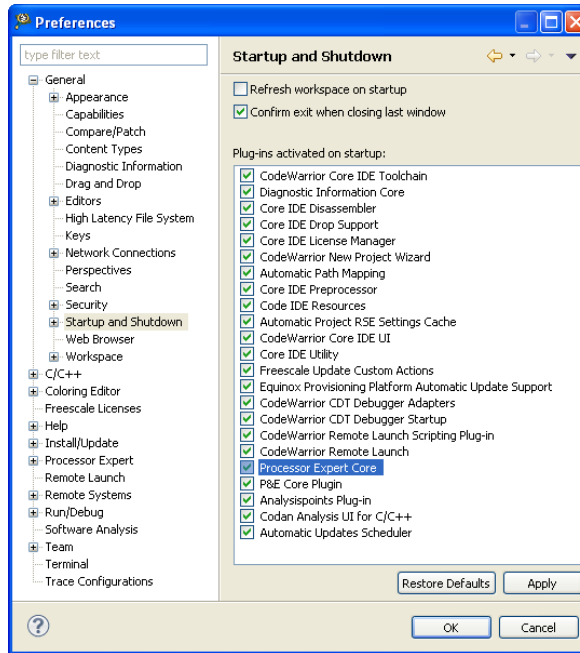 Preferences
type filter text
General
Appearance
Capabilities
Compare/Patch
Content Types
Diagnostic Information
Drag and Drop
Editors
High Latency File System
Keys
Network Connections
Perspectives
Search
Security
Startup and Shutdown
Web Browser
Workspace
C/C++
Coloring Editor
Freescale Licenses
Help
Install/Update
Processor Expert
Remote Launch
Remote Systems
Run/Debug
Software Analysis
Team
Terminal
Trace Configurations
Startup and Shutdown
Refresh workspace on startup
Confirm exit when closing last window
Plug-ins activated on startup:
CodeWarrior Core IDE Toolchain
Diagnostic Information Core
Core IDE Disassembler
Core IDE Drop Support
Core IDE License Manager
CodeWarrior New Project Wizard
Automatic Path Mapping
Core IDE Preprocessor
Code IDE Resources
Automatic Project RSE Settings Cache
CodeWarrior Core IDE UI
Core IDE Utility
Freescale Update Custom Actions
Equinox Provisioning Platform Automatic Update Support
CodeWarrior CDT Debugger Adapters
CodeWarrior CDT Debugger Startup
CodeWarrior Remote Launch Scripting Plug-in
CodeWarrior Remote Launch
Processor Expert Core
P&E Core Plugin
Analysispoints Plug-in
Codan Analysis UI for C/C++
Automatic Updates Scheduler
Restore Defaults
Apply
?
OK
Cancel